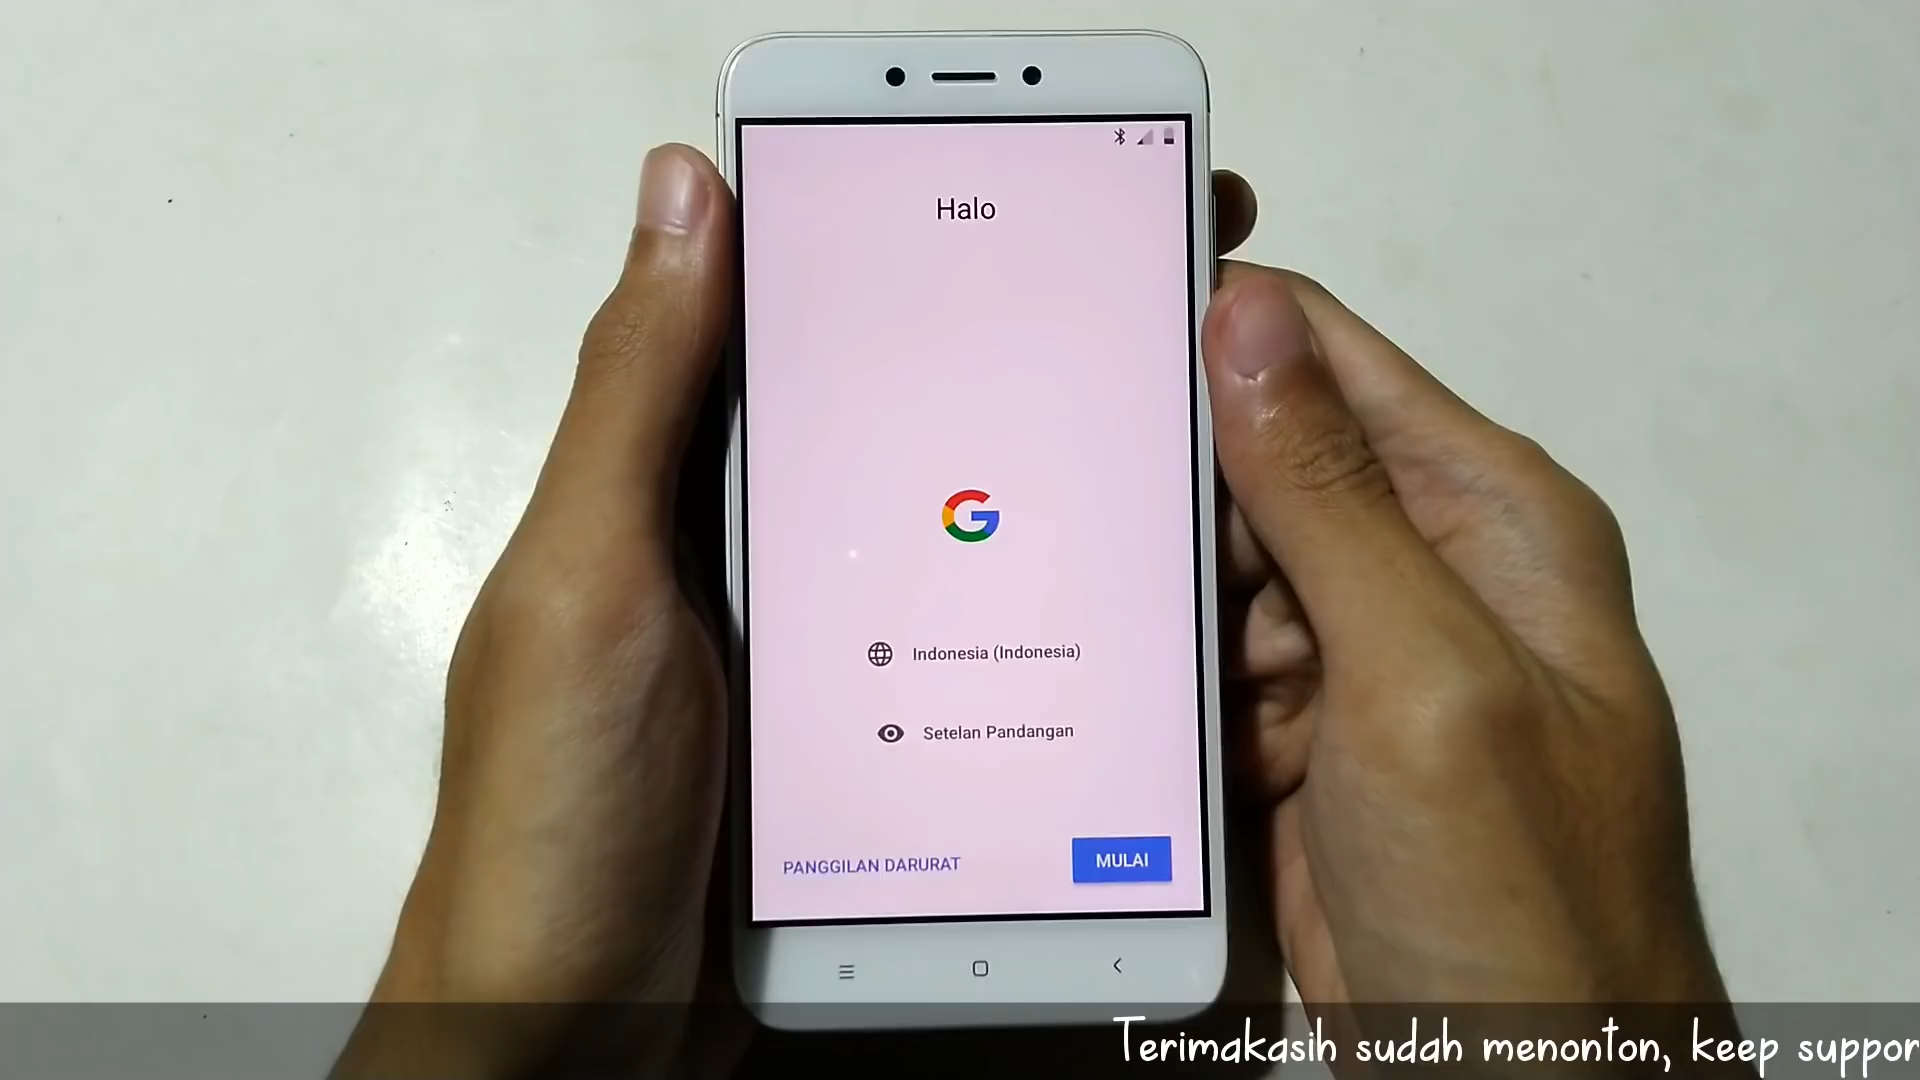 Halo
Indonesia (Indonesia)
Setelan Pandangan
PANGGILAN DARURAT
MULAI
Terimakasih sudah menonton, keep suppor